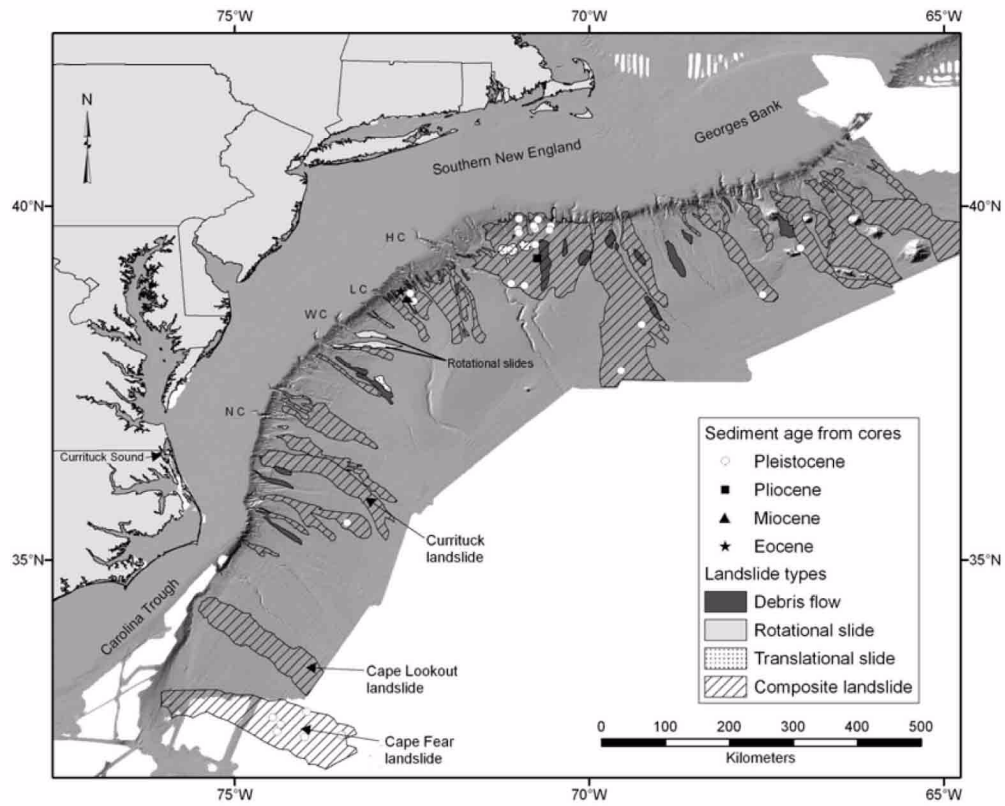 75°W 70°W 65°W
N
Georges Bank
Southern New England
40°N 40°N
HC
LC
WC
Rotational slides
NC
Currituck Sound
Sediment age from cores
Pleistocene
Pliocene
Miocene
Eocene
Currituck
landslide
35°N 35°N
Landslide types
Debris flow
Rotational slide
Translational slide
Composite landslide
Carolina Trough
Cape Lookout
landslide
Cape Fear
landslide
0 100 200 300 400 500
Kilometers
75°W 70°W 65°W